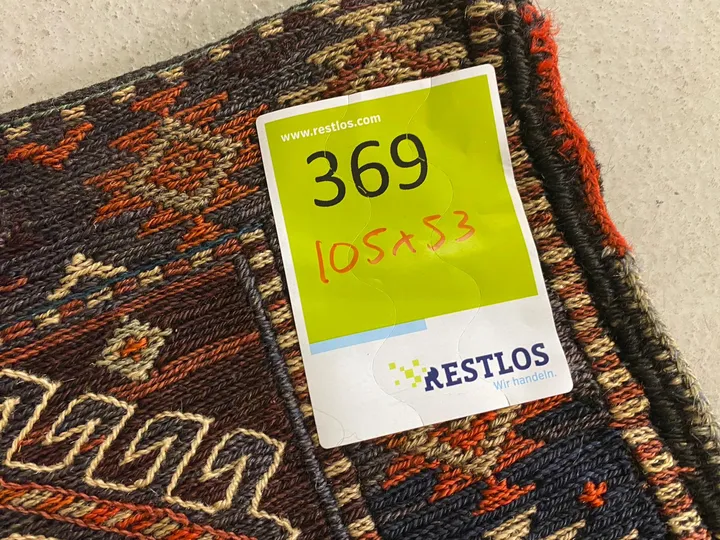 www.restlos.com
369
105x53
RESTLOS
Wir handeln.